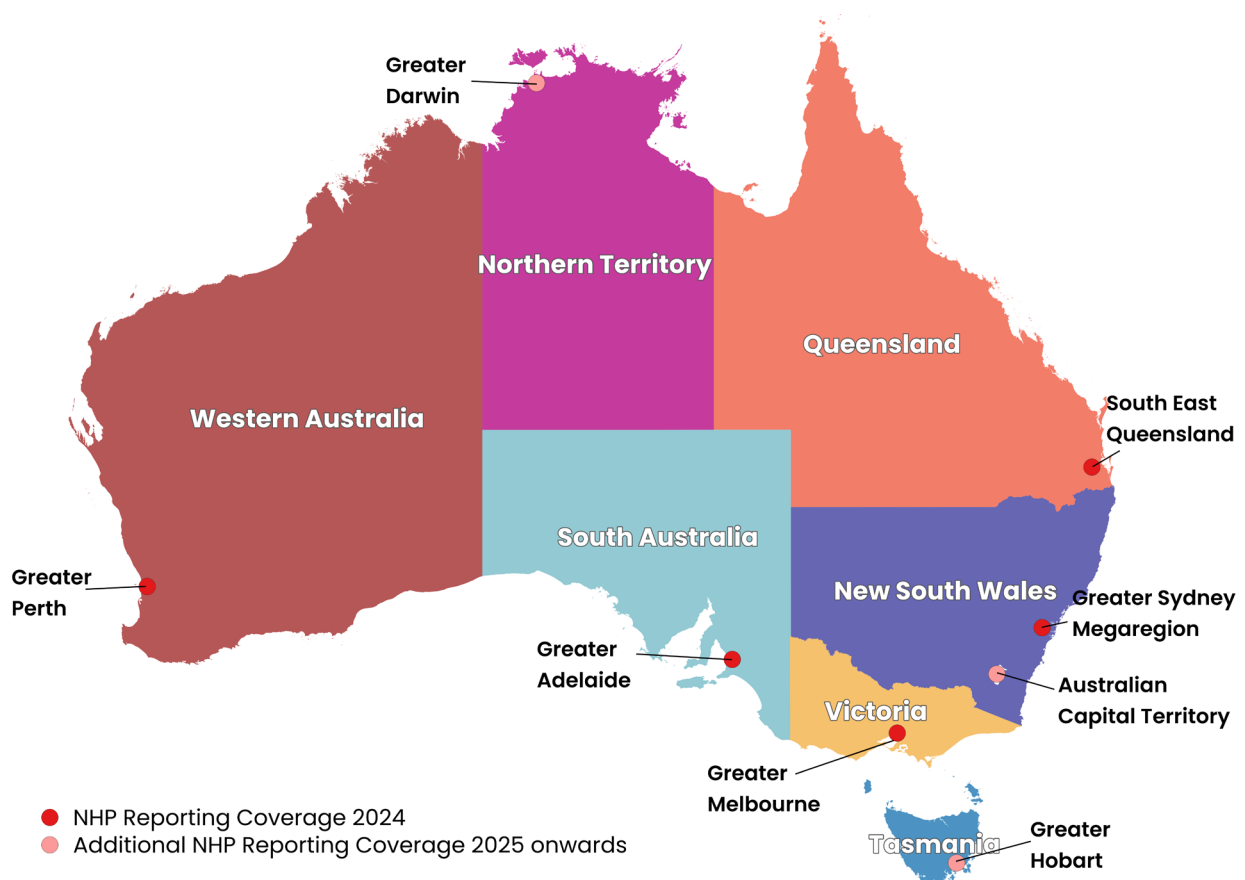 Greater
Darwin
Northern Territory
Queensland
Western Australia
South East
Queensland
South Australia
Greater
Perth
New South Wales
Greater Sydney
Megaregion
Greater
Adelaide
Australian
Capital Territory
Victoria
Greater
Melbourne
Tasmania
Greater
Hobart
NHP Reporting Coverage 2024
Additional NHP Reporting Coverage 2025 onwards